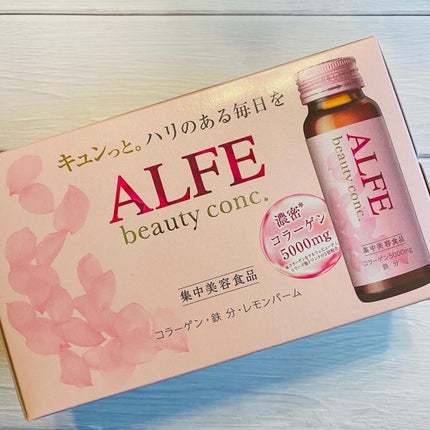 キュンっと。ハリのある毎日を
ALFE
beauty conc.
濃密※
コラーゲン
5000mg
集中美容食品
コラーゲン・鉄 分・レモンバーム
ALFE
beauty conc.
集中美容食品
コラーゲン5000mg
鉄 分